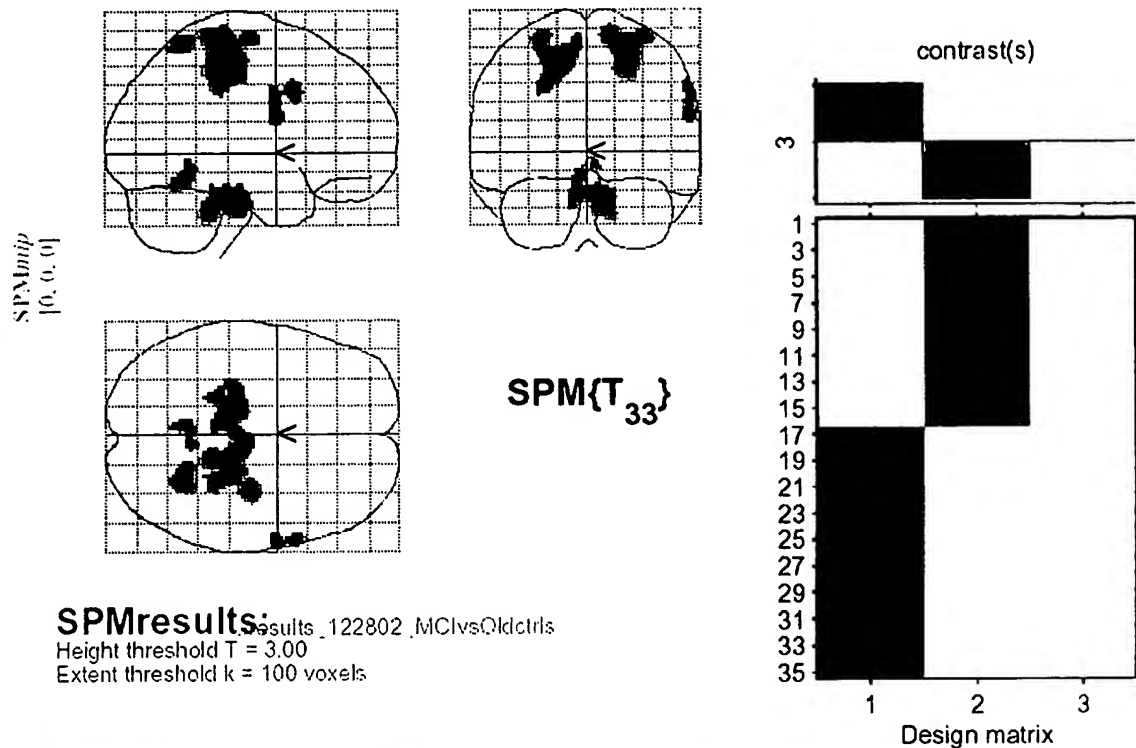 SPMmip
[0, 0, 0]
SPM{T33}
SPMresults:
results_122802_MCIvsOldctrls
Height threshold T = 3.00
Extent threshold k = 100 voxels
contrast(s)
3
1
3
5
7
9
11
13
15
17
19
21
23
25
27
29
31
33
35
1 2 3
Design matrix